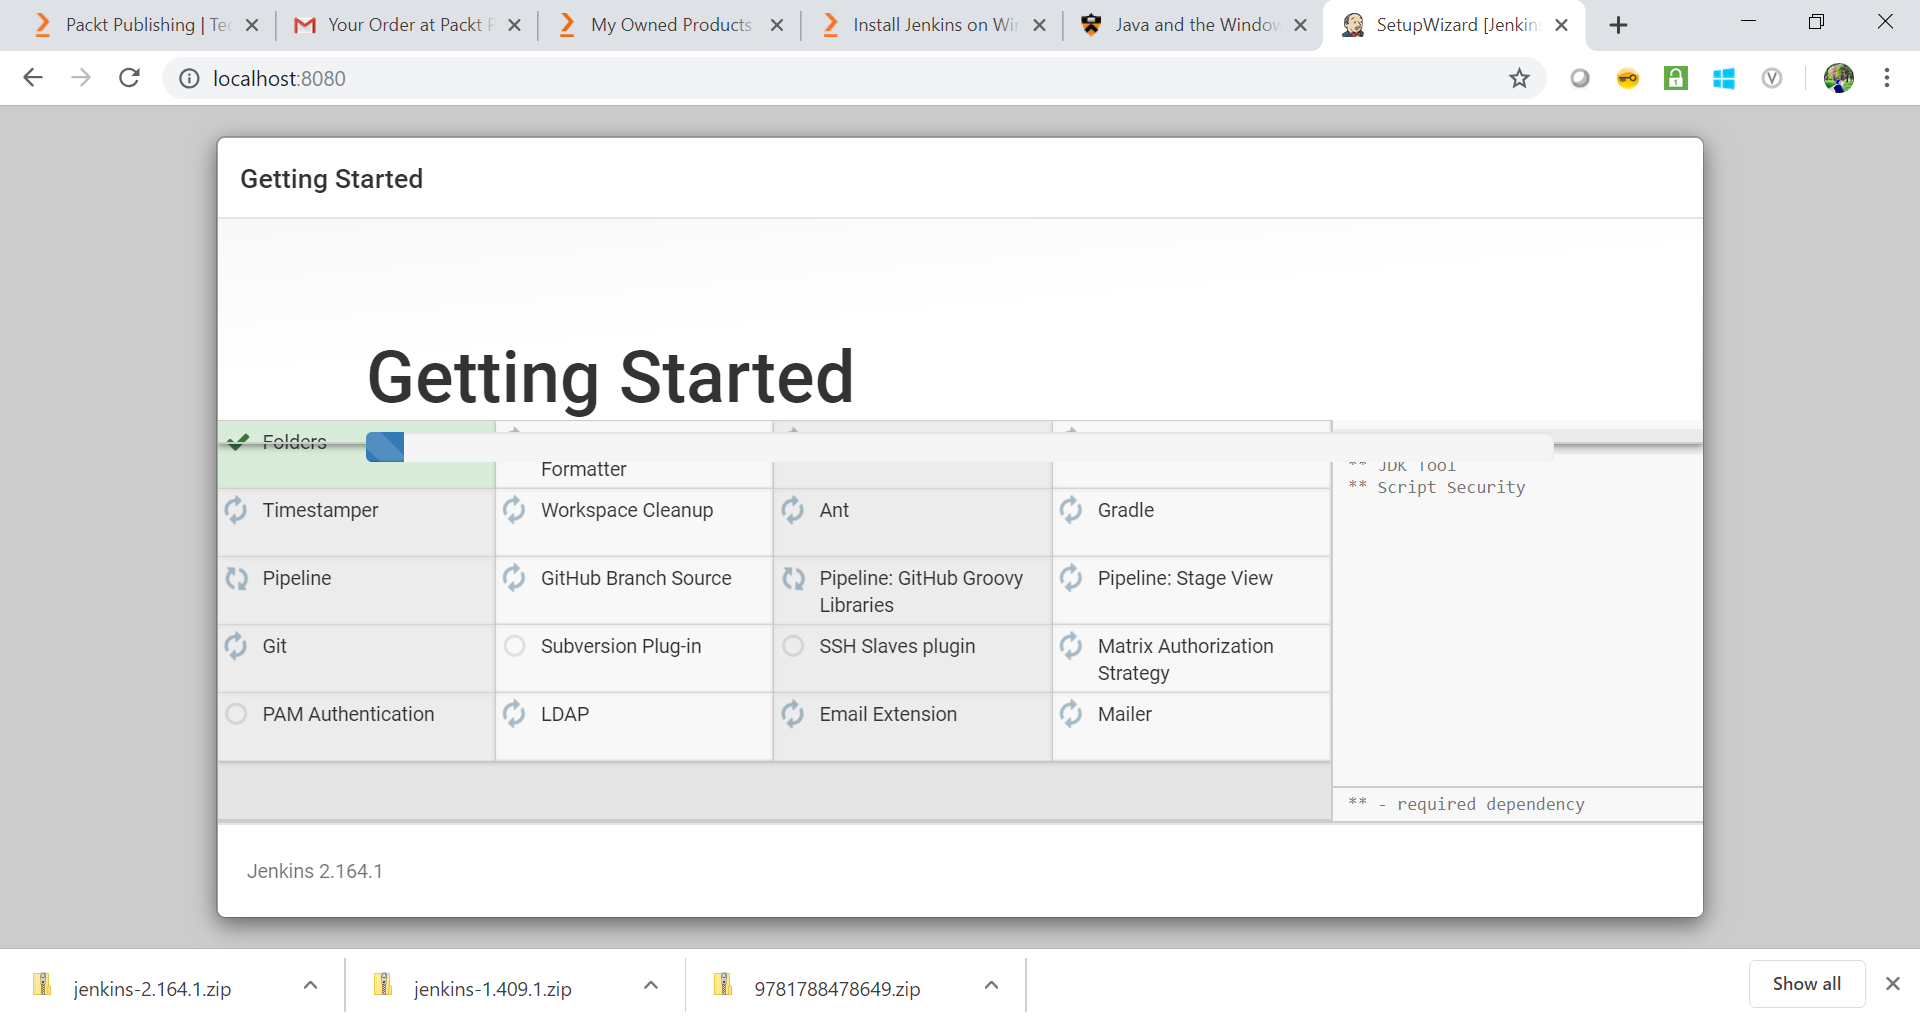 Packt Publishing | Tec
Your Order at Packt P
My Owned Products
Install Jenkins on Win
Java and the Window
SetupWizard [Jenkins
localhost:8080
Getting Started
Getting Started
Folders
Formatter
** JDK Tool
** Script Security
Timestamper
Workspace Cleanup
Ant
Gradle
Pipeline
GitHub Branch Source
Pipeline: GitHub Groovy
Libraries
Pipeline: Stage View
Git
Subversion Plug-in
SSH Slaves plugin
Matrix Authorization
Strategy
PAM Authentication
LDAP
Email Extension
Mailer
** - required dependency
Jenkins 2.164.1
jenkins-2.164.1.zip
jenkins-1.409.1.zip
9781788478649.zip
Show all